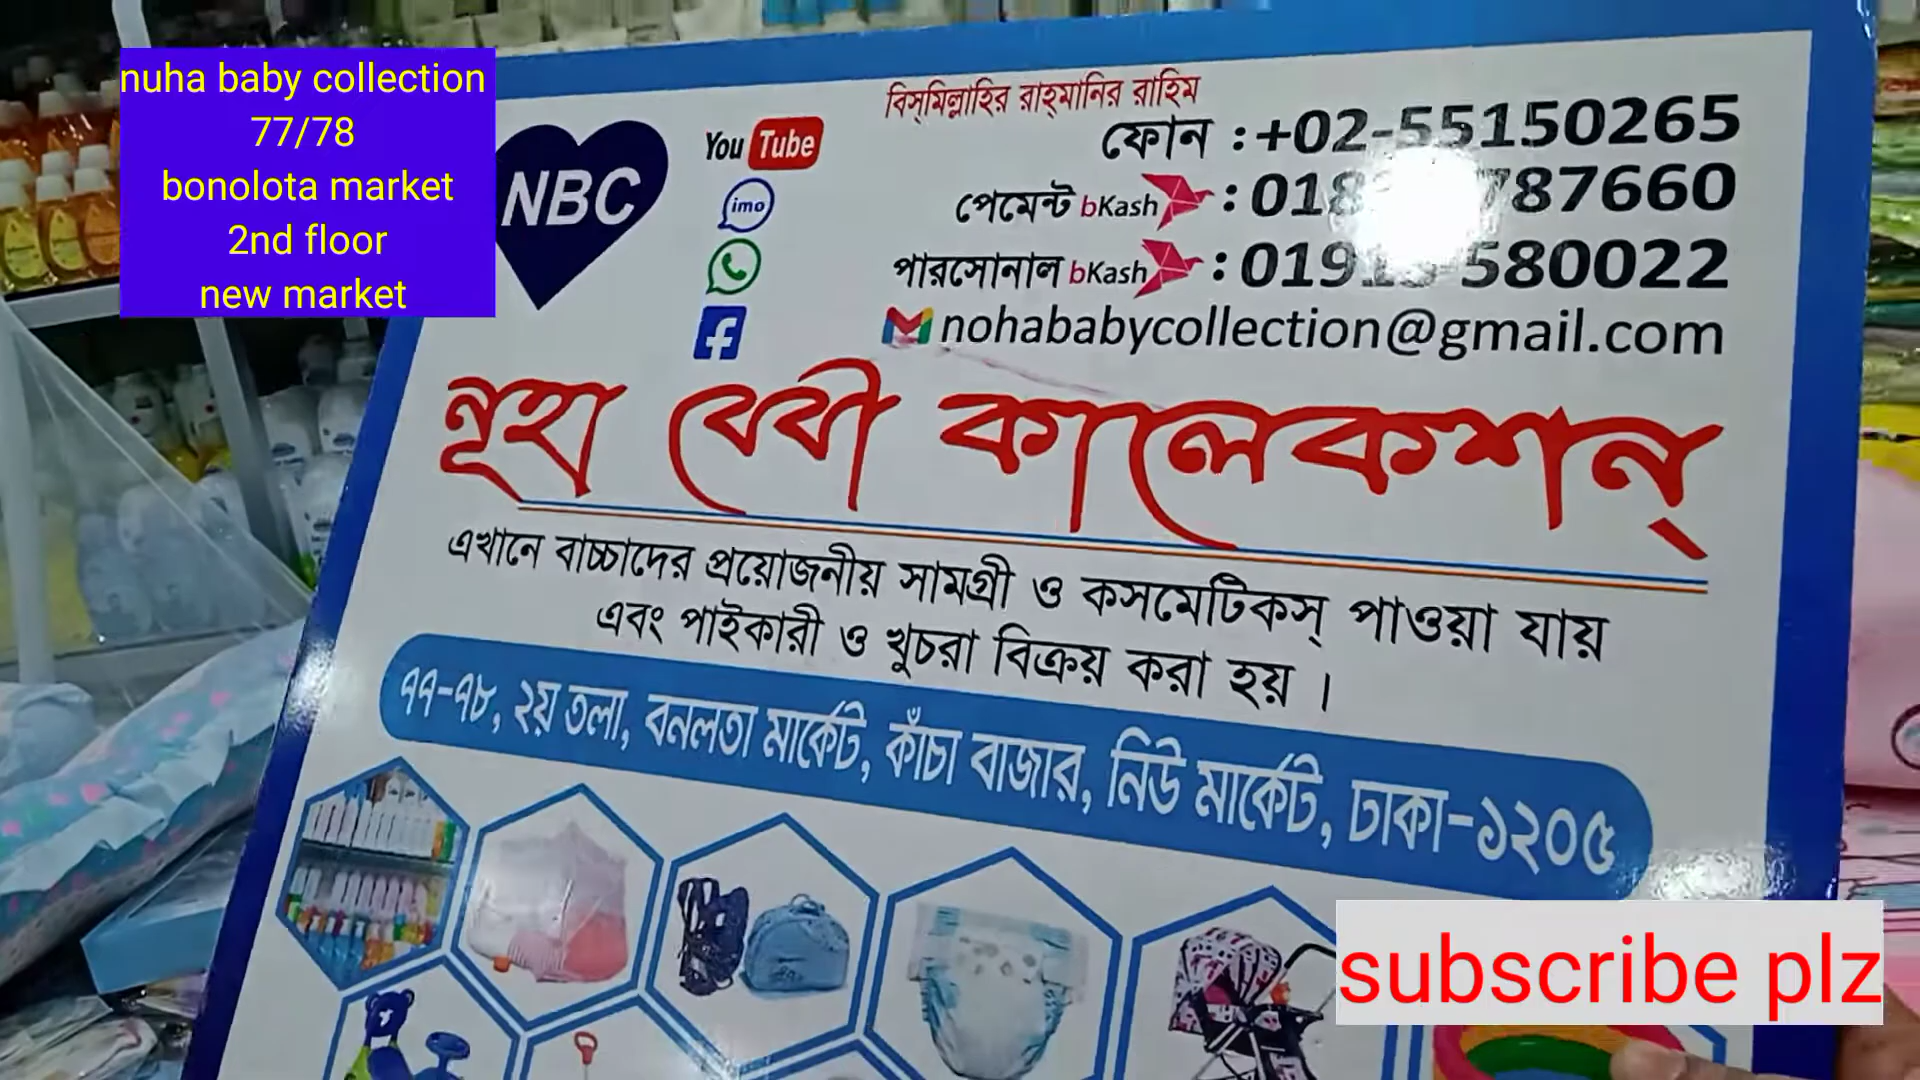 nuha baby collection
77/78
bonolota market
2nd floor
new market
NBC
You Tube
imo
বিস্‌মিল্লাহির রাহ্‌মানির রাহিম
ফোন : +02-55150265
পেমেন্ট bKash :
পারসোনাল bKash :
nohababycollection@gmail.com
নূহা বেবী কালেকশন্
এখানে বাচ্চাদের প্রয়োজনীয় সামগ্রী ও কসমেটিকস্ পাওয়া যায়
এবং পাইকারী ও খুচরা বিক্রয় করা হয় ।
৭৭-৭৮, ২য় তলা, বনলতা মার্কেট, কাঁচা বাজার, নিউ মার্কেট, ঢাকা-১২০৫
subscribe plz